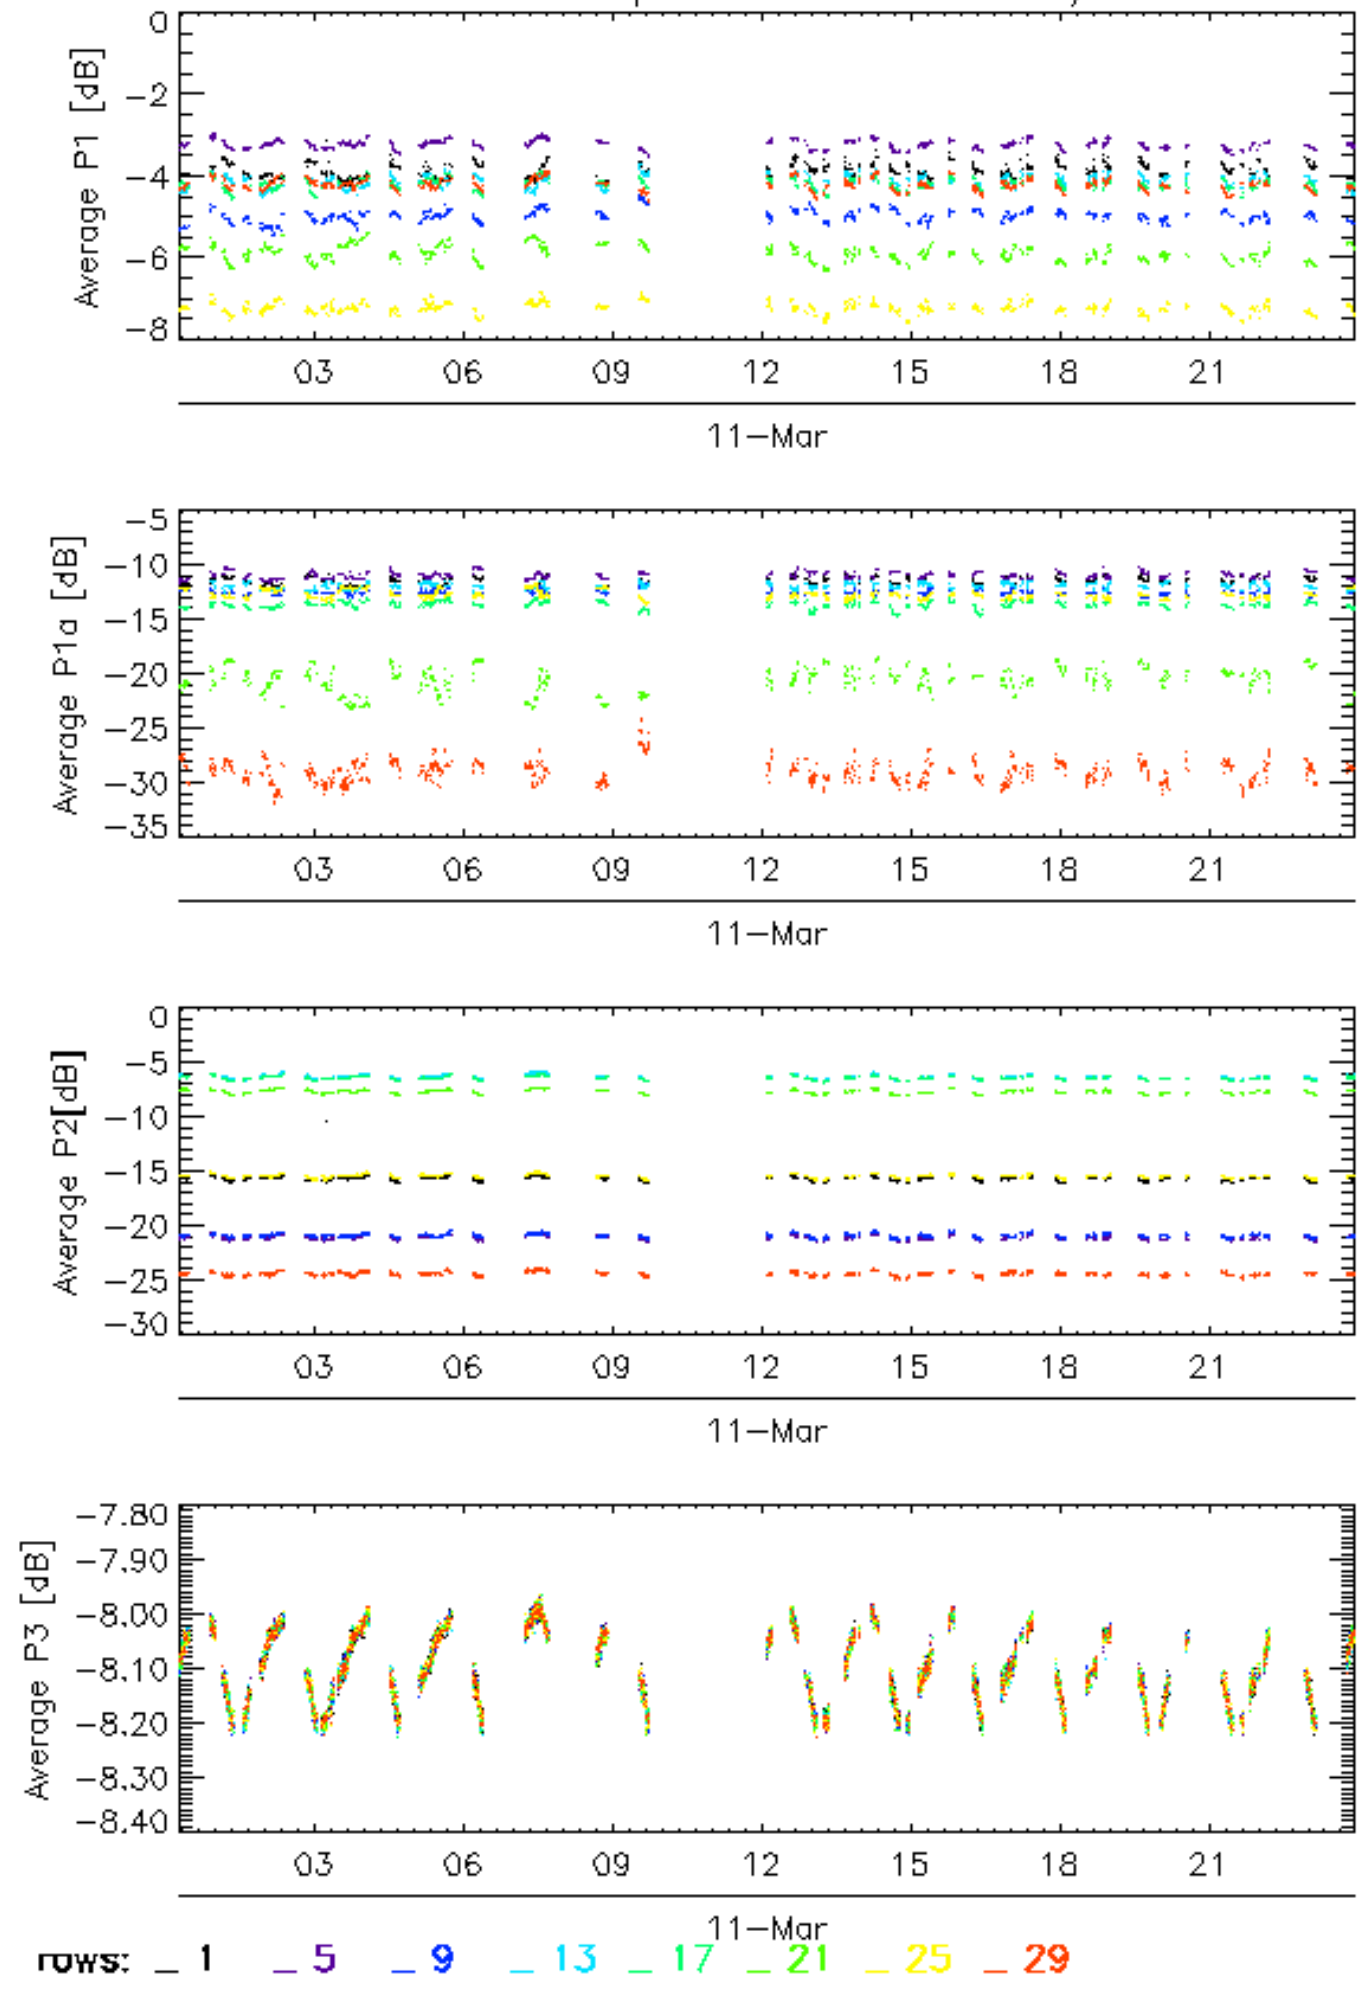 0
-2
-4
-6
-8
Average P1 [dB]
03 06 09 12 15 18 21
11-Mar
-5
-10
-15
-20
-25
-30
-35
Average P1a [dB]
03 06 09 12 15 18 21
11-Mar
0
-5
-10
-15
-20
-25
-30
Average P2[dB]
03 06 09 12 15 18 21
11-Mar
-7.80
-7.90
-8.00
-8.10
-8.20
-8.30
-8.40
Average P3 [dB]
03 06 09 12 15 18 21
11-Mar
rows: _ 1 _ 5 _ 9 _ 13 _ 17 _ 21 _ 25 _ 29